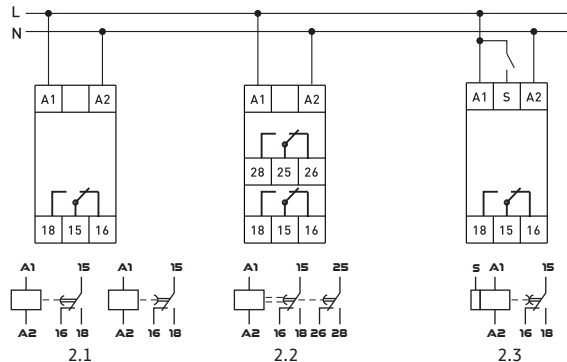 L
N
A1 A2
A1 A2
A1 S A2
28 25 26
18 15 16
18 15 16
18 15 16
A1 15 A1 15
A2 16 18 A2 16 18
2.1
A1 15 25
A2 16 18 26 28
2.2
S A1 15
A2 16 18
2.3